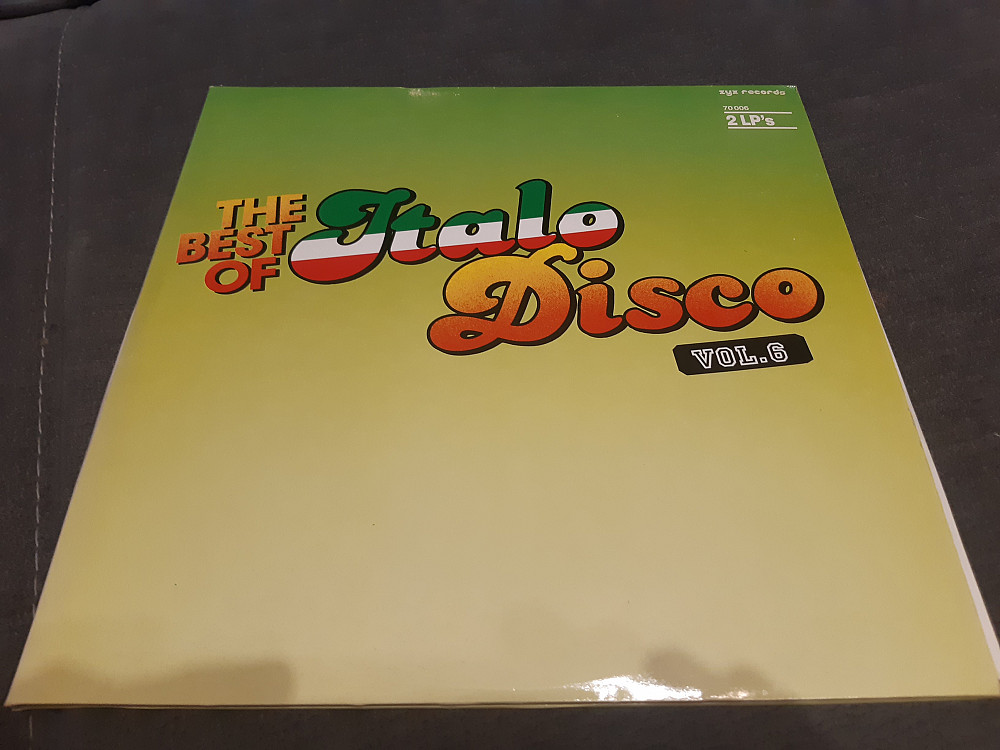 zyx records
70 006
2 LP's
THE
BEST
OF
Italo
Disco
VOL.6